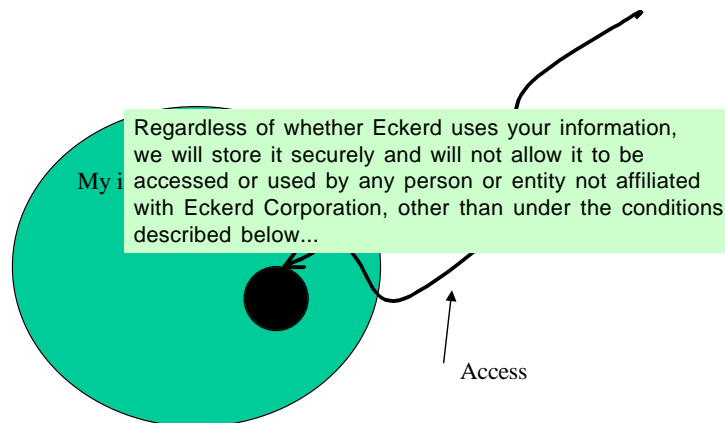 Regardless of whether Eckerd uses your information,
we will store it securely and will not allow it to be
My i accessed or used by any person or entity not affiliated
with Eckerd Corporation, other than under the conditions
described below...
Access